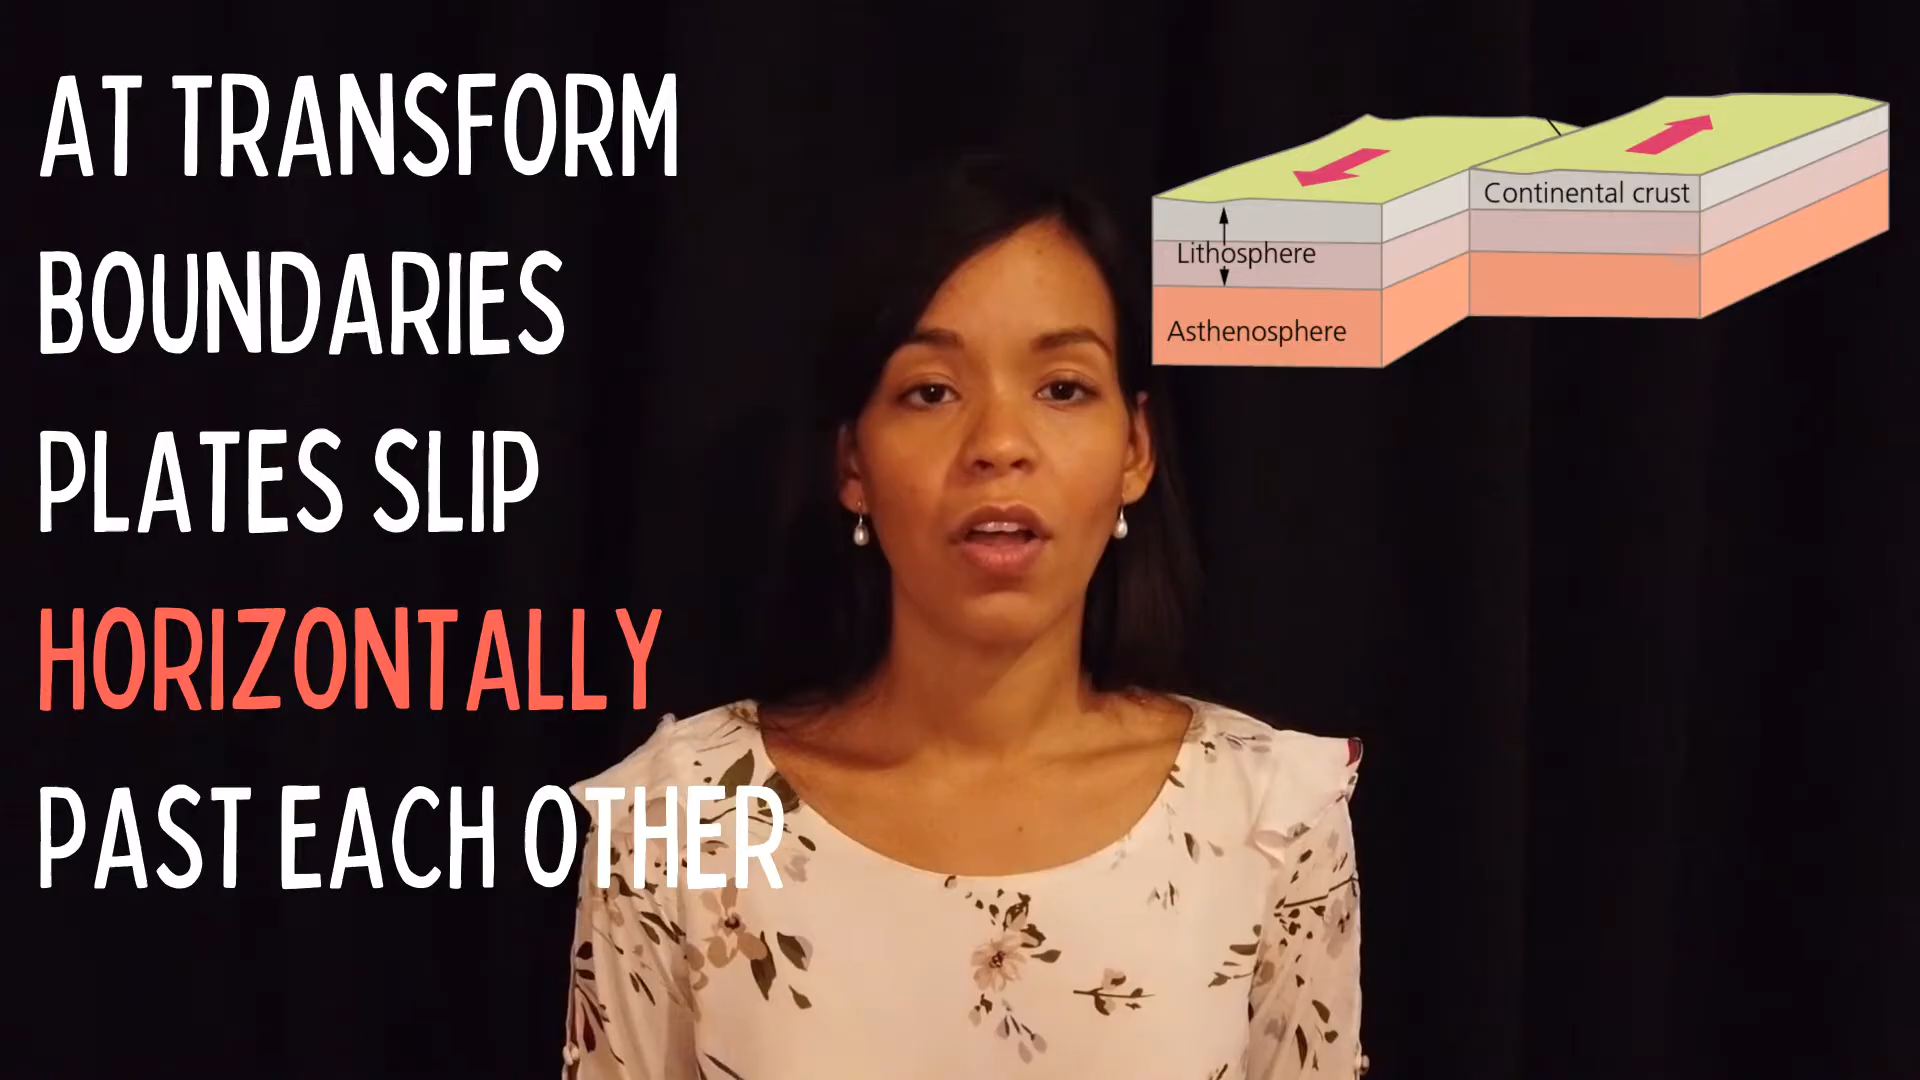 AT TRANSFORM
BOUNDARIES
PLATES SLIP
HORIZONTALLY
PAST EACH OTHER
Continental crust
Lithosphere
Asthenosphere